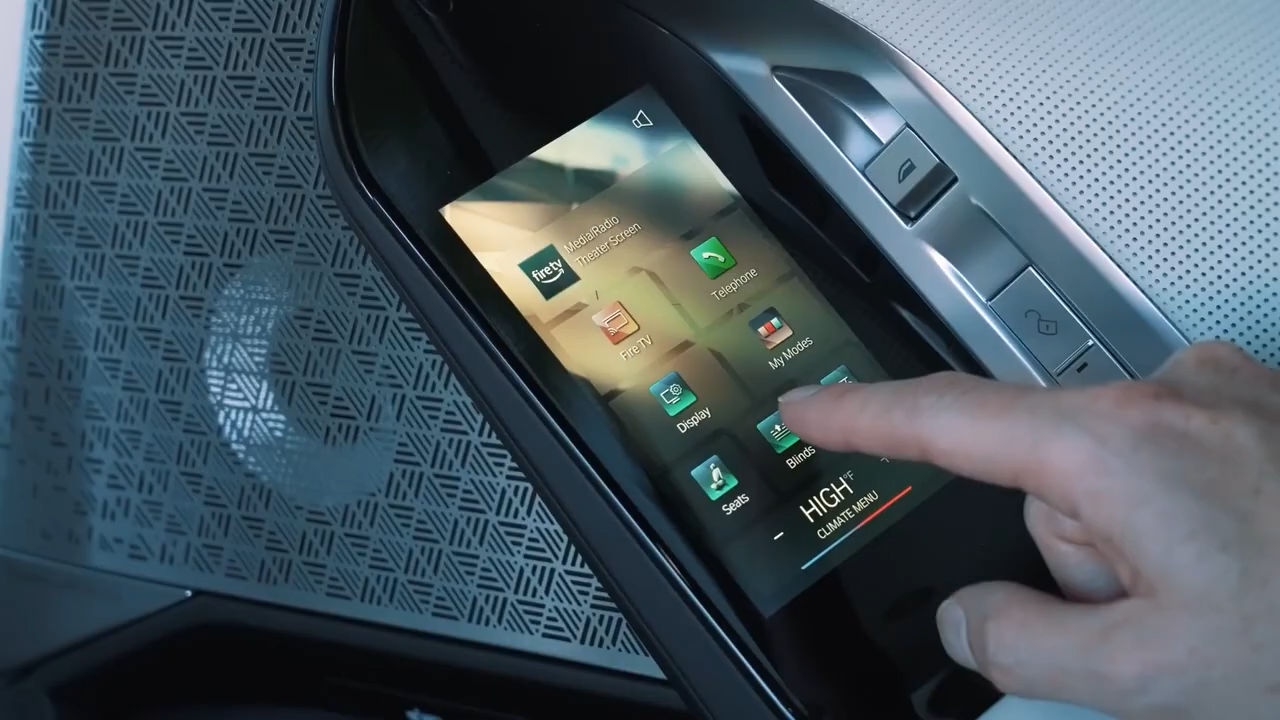 Media/Radio
Theater Screen
fire tv
Telephone
Fire TV
My Modes
Display
Blinds
Seats
HIGH°F
CLIMATE MENU